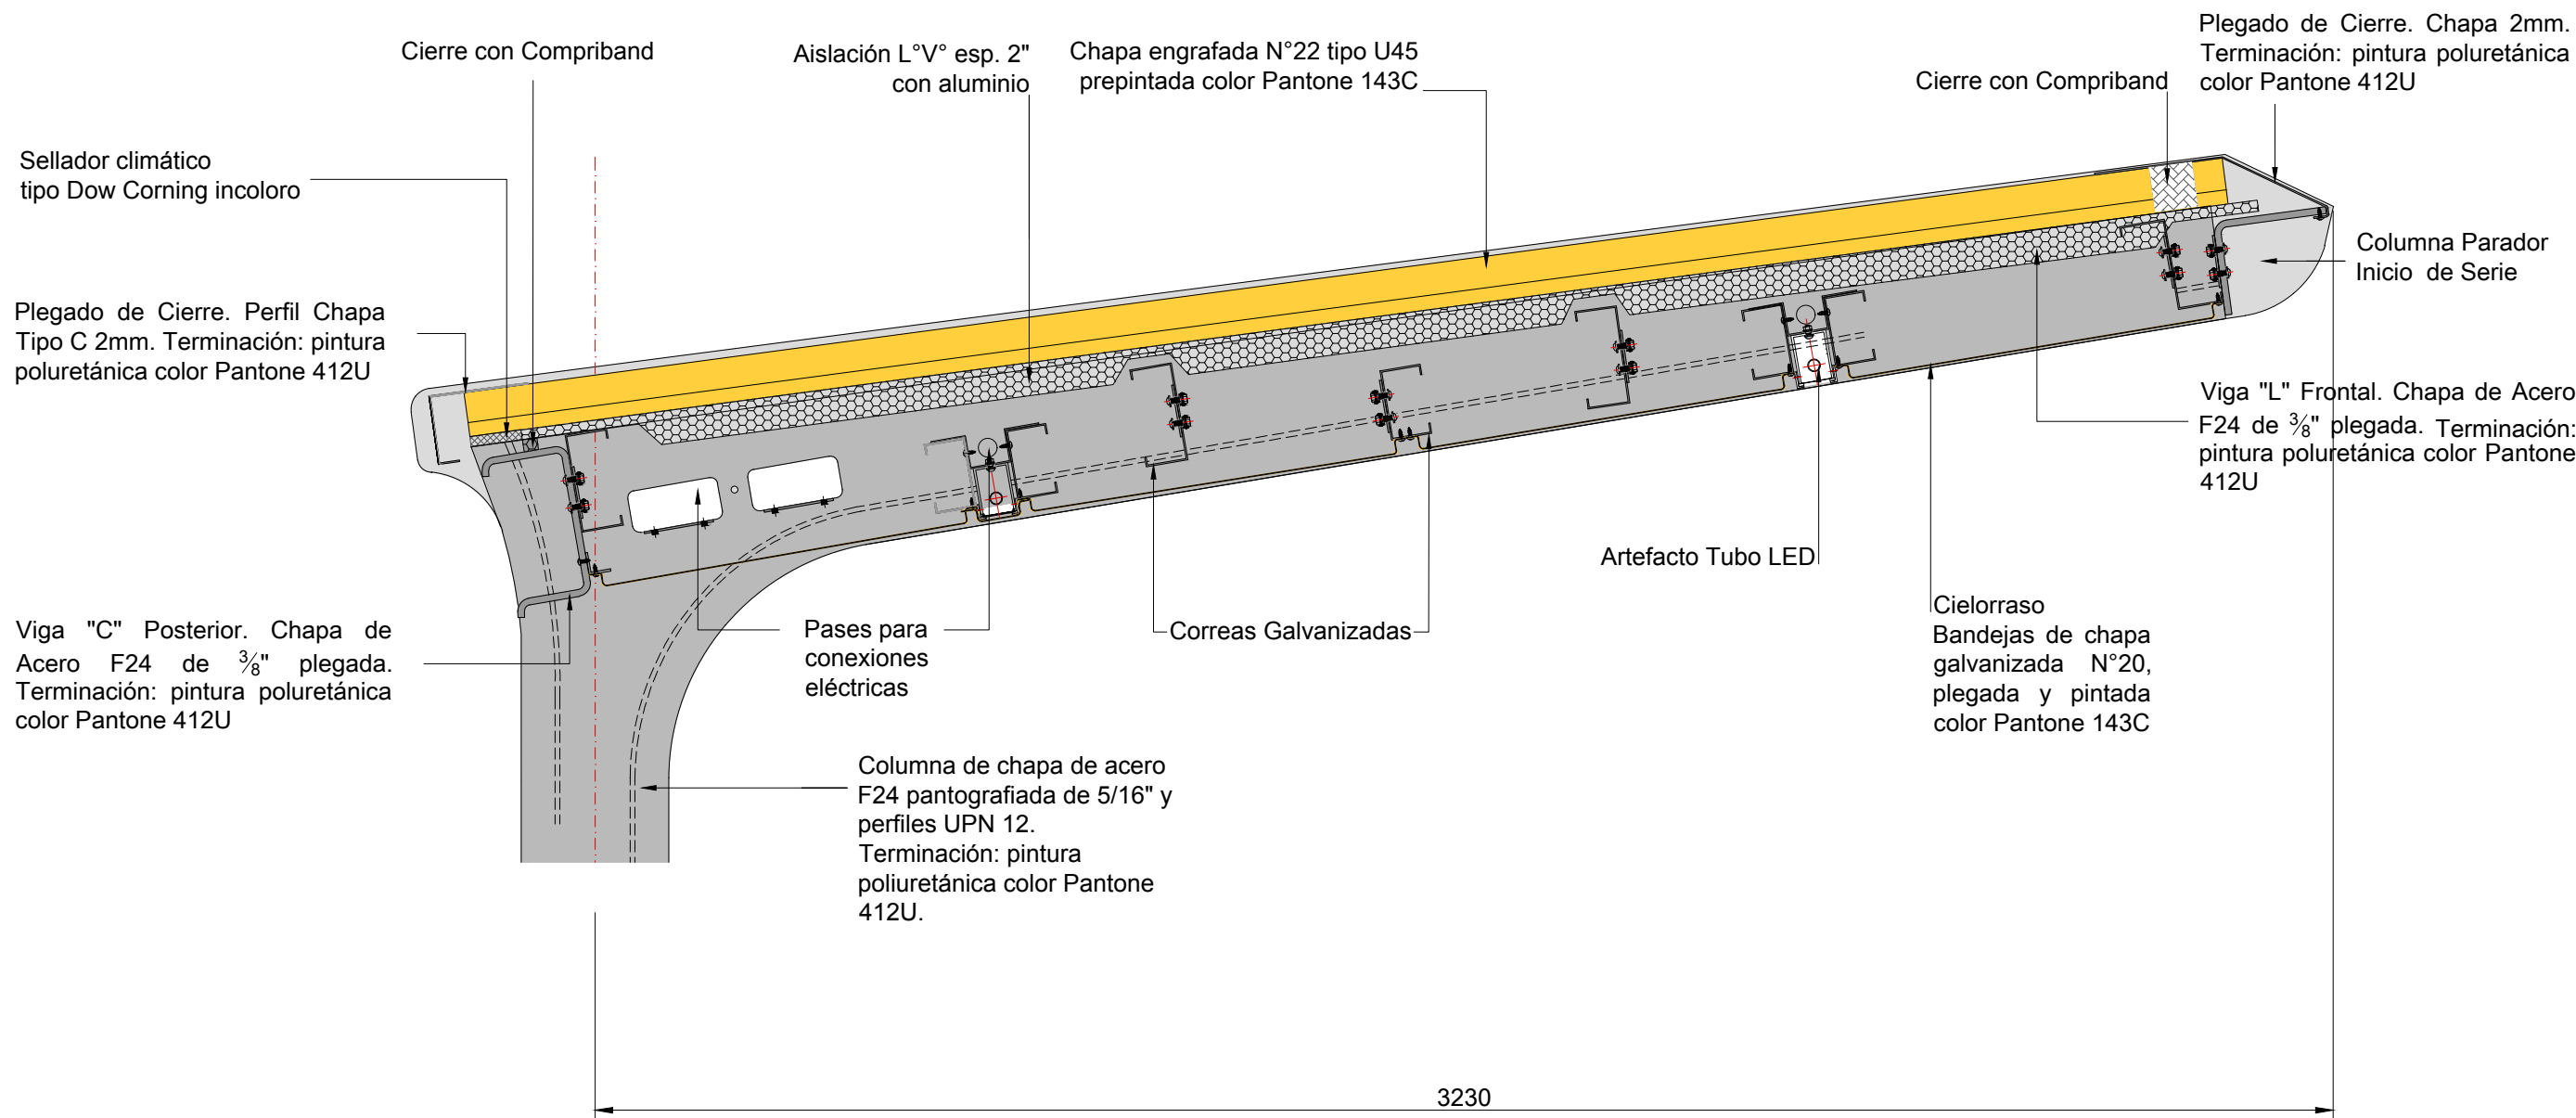 Cierre con Compriband
Aislación L°V° esp. 2"
con aluminio
Chapa engrafada N°22 tipo U45
prepintada color Pantone 143C
Cierre con Compriband
Plegado de Cierre. Chapa 2mm.
Terminación: pintura poluretánica
color Pantone 412U
Sellador climático
tipo Dow Corning incoloro
Columna Parador
Inicio de Serie
Plegado de Cierre. Perfil Chapa
Tipo C 2mm. Terminación: pintura
poluretánica color Pantone 412U
Viga "L" Frontal. Chapa de Acero
F24 de 3/8" plegada. Terminación:
pintura poluretánica color Pantone
412U
Artefacto Tubo LED
Cielorraso
Bandejas de chapa
galvanizada N°20,
plegada y pintada
color Pantone 143C
Viga "C" Posterior. Chapa de
Acero F24 de 3/8" plegada.
Terminación: pintura poluretánica
color Pantone 412U
Pases para
conexiones
eléctricas
Correas Galvanizadas
Columna de chapa de acero
F24 pantografiada de 5/16" y
perfiles UPN 12.
Terminación: pintura
poliuretánica color Pantone
412U.
3230